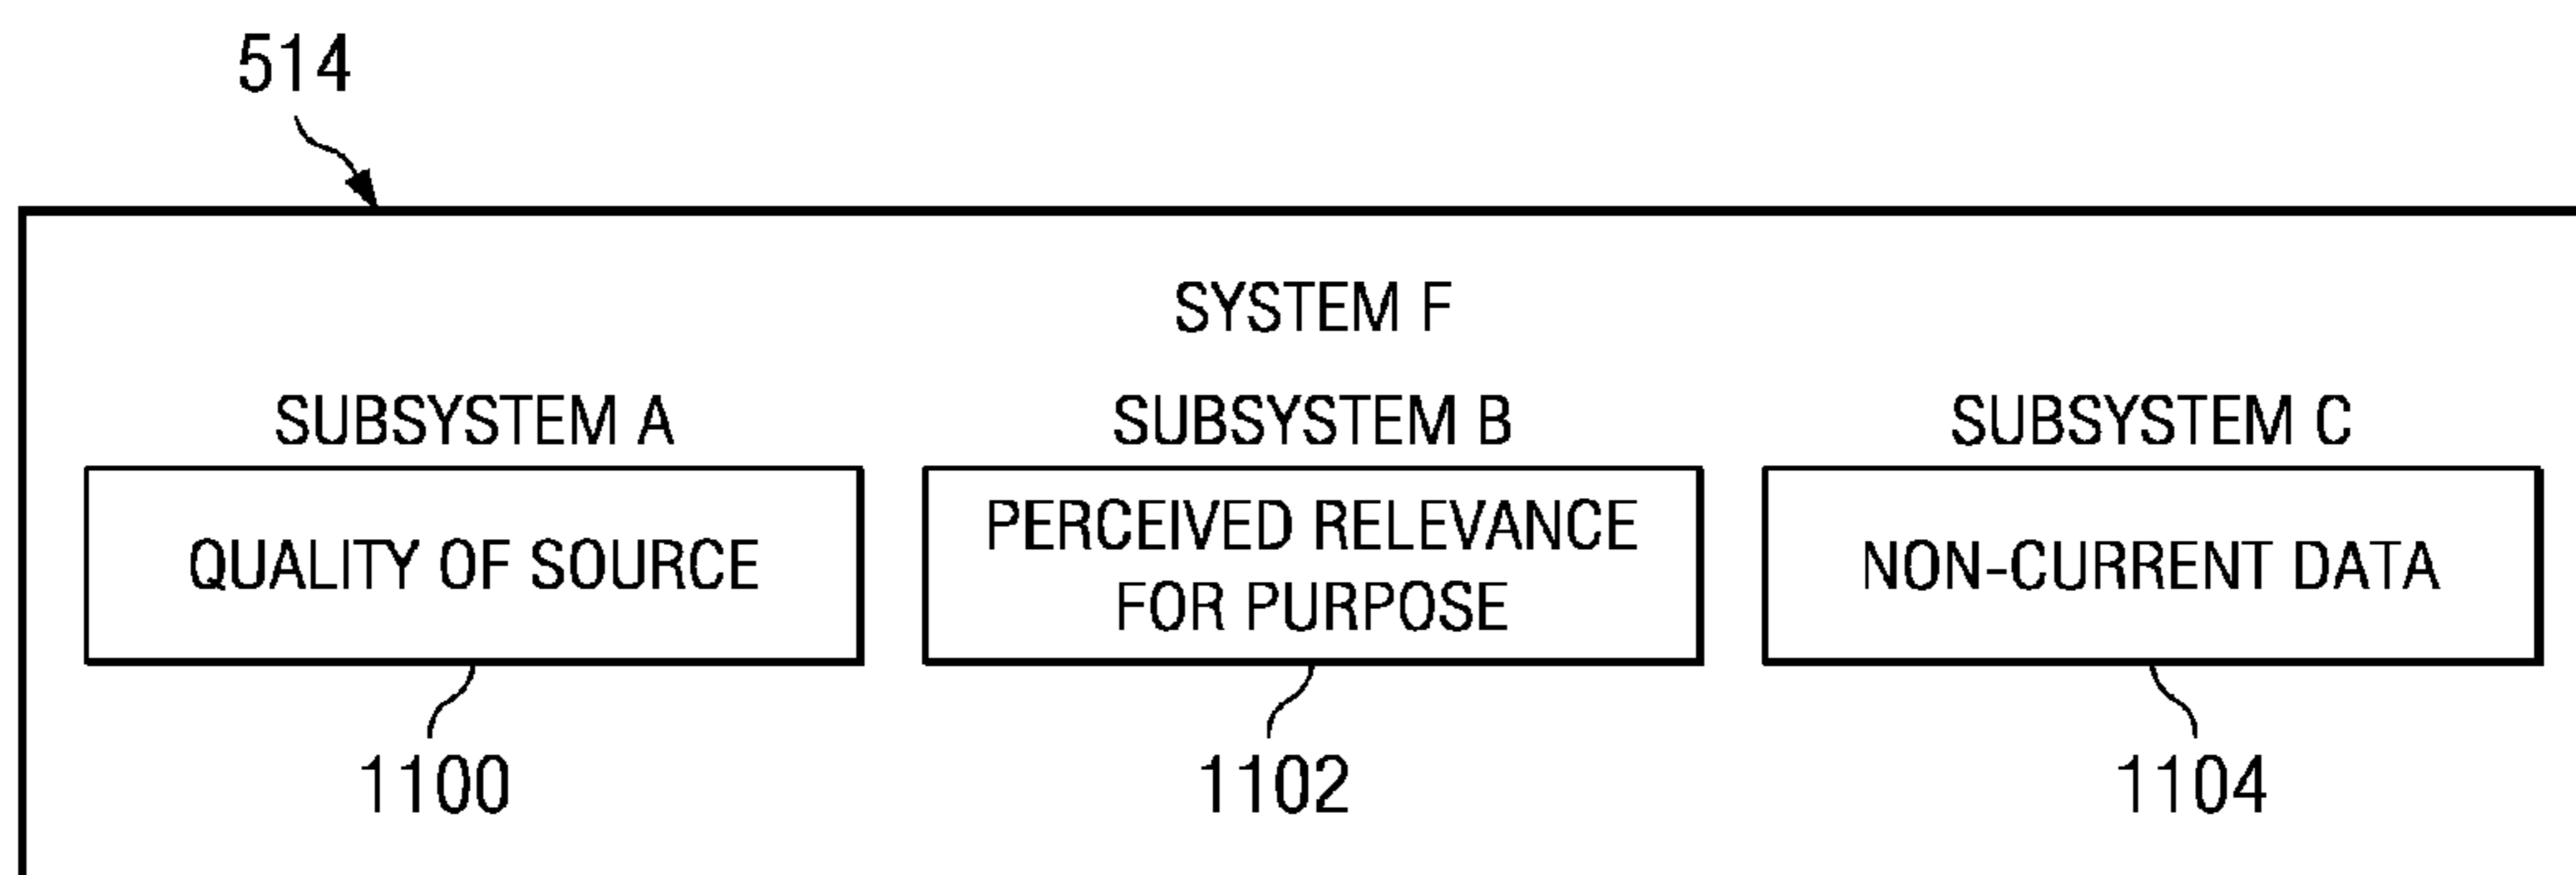 514
SYSTEM F
SUBSYSTEM A SUBSYSTEM B SUBSYSTEM C
QUALITY OF SOURCE
PERCEIVED RELEVANCE
FOR PURPOSE
NON-CURRENT DATA
1100 1102 1104